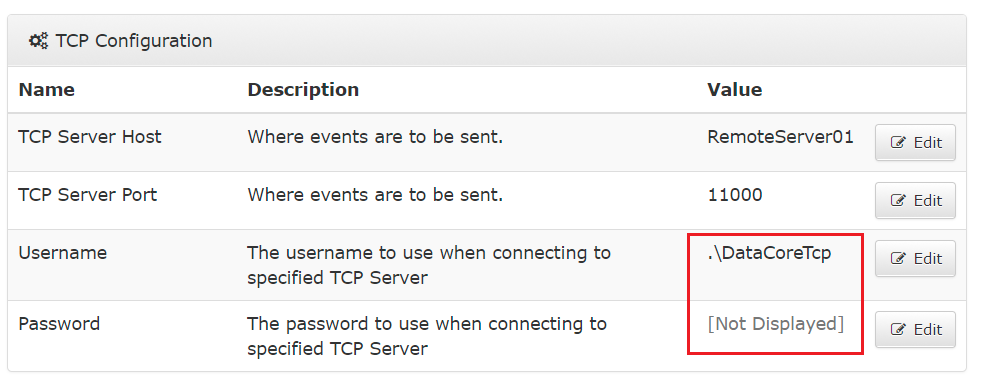 TCP Configuration
Name Description Value
TCP Server Host Where events are to be sent. RemoteServer01 Edit
TCP Server Port Where events are to be sent. 11000 Edit
Username The username to use when connecting to .\DataCoreTcp Edit
specified TCP Server
Password The password to use when connecting to [Not Displayed] Edit
specified TCP Server